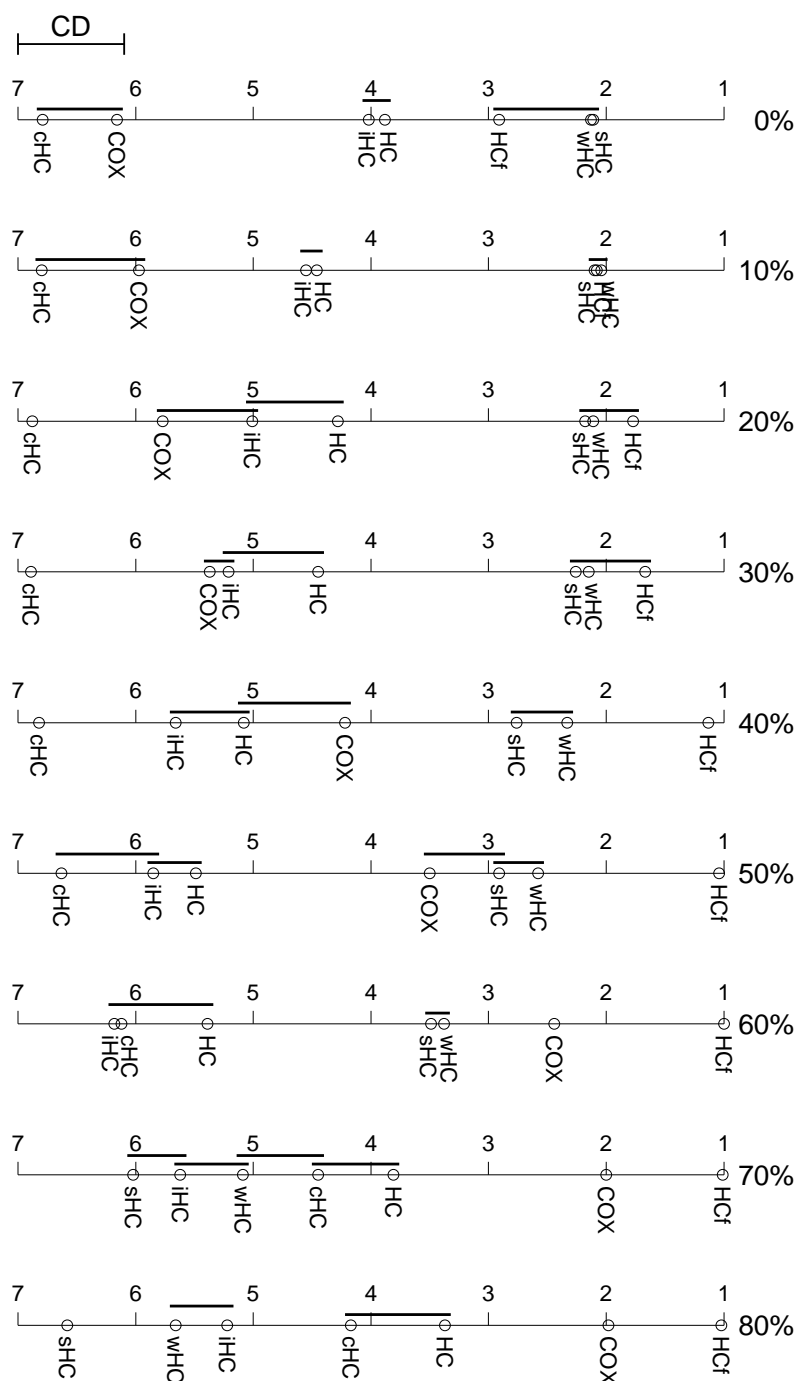 CD
7 6 5 4 3 2 1
0%
cHC COX iHC HC HCf wHC sHC
7 6 5 4 3 2 1
10%
cHC COX iHC HC sHC HCf wHC
7 6 5 4 3 2 1
20%
cHC COX iHC HC sHC wHC HCf
7 6 5 4 3 2 1
30%
cHC COX iHC HC sHC wHC HCf
7 6 5 4 3 2 1
40%
cHC iHC HC COX sHC wHC HCf
7 6 5 4 3 2 1
50%
cHC iHC HC COX sHC wHC HCf
7 6 5 4 3 2 1
60%
iHC cHC HC sHC wHC COX HCf
7 6 5 4 3 2 1
70%
sHC iHC wHC cHC HC COX HCf
7 6 5 4 3 2 1
80%
sHC wHC iHC cHC HC COX HCf